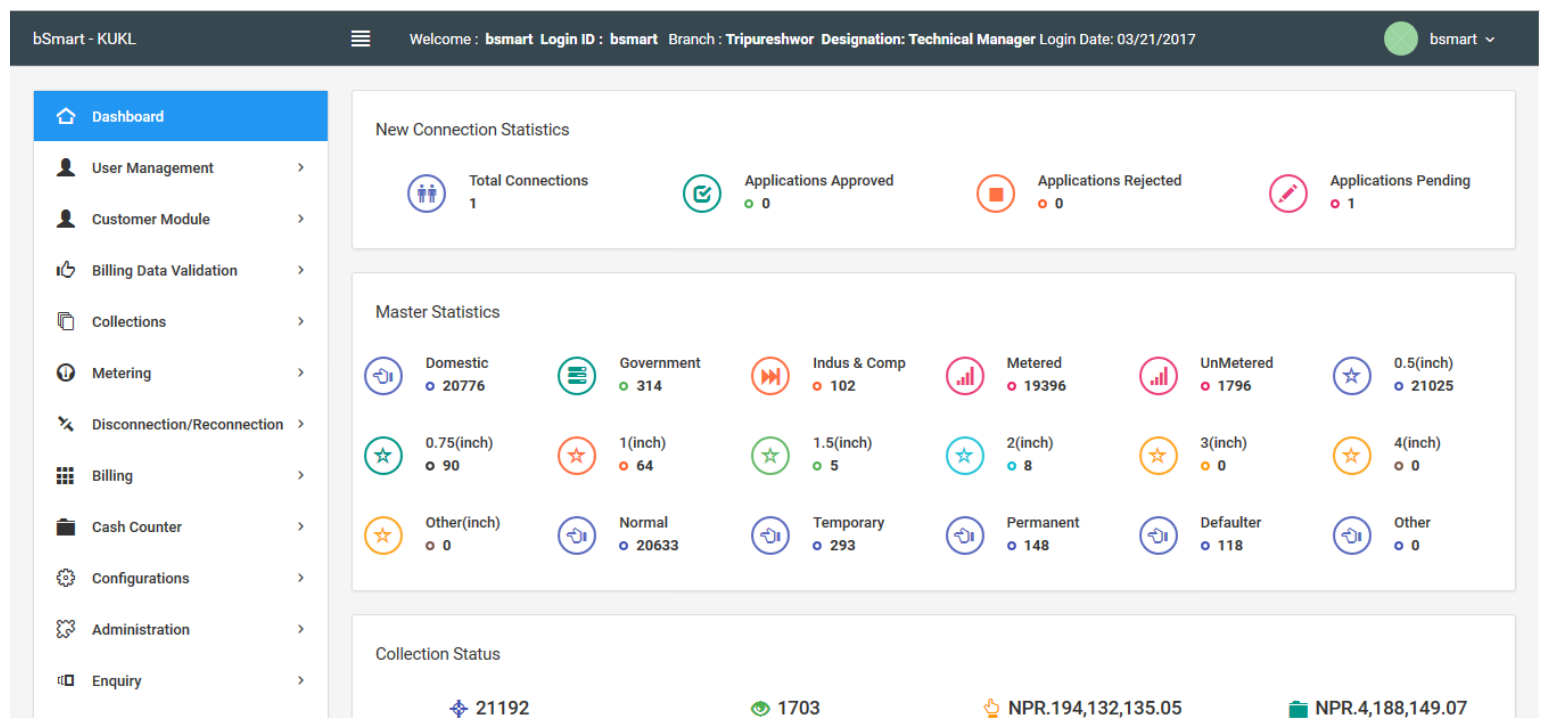 bSmart - KUKL
Welcome : bsmart Login ID : bsmart Branch : Tripureshwor Designation: Technical Manager Login Date: 03/21/2017
bsmart
Dashboard
User Management
Customer Module
Billing Data Validation
Collections
Metering
Disconnection/Reconnection
Billing
Cash Counter
Configurations
Administration
Enquiry
New Connection Statistics
Total Connections
1
Applications Approved
0
Applications Rejected
0
Applications Pending
1
Master Statistics
Domestic
20776
Government
314
Indus & Comp
102
Metered
19396
UnMetered
1796
0.5(inch)
21025
0.75(inch)
90
1(inch)
64
1.5(inch)
5
2(inch)
8
3(inch)
0
4(inch)
0
Other(inch)
0
Normal
20633
Temporary
293
Permanent
148
Defaulter
118
Other
0
Collection Status
21192
1703
NPR.194,132,135.05
NPR.4,188,149.07